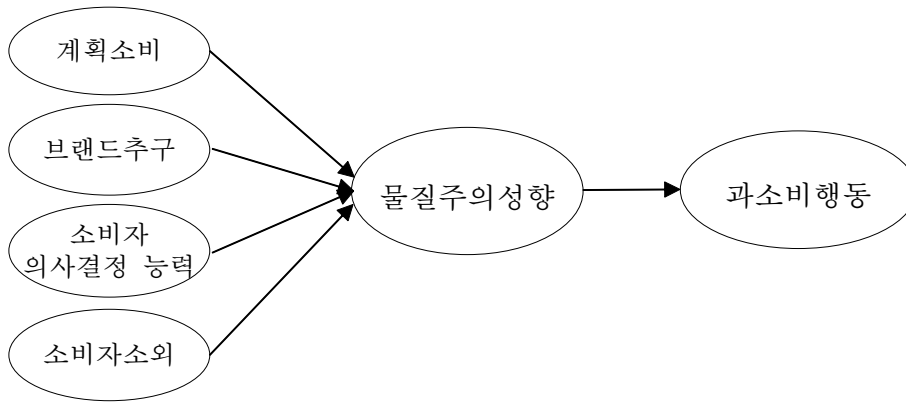 계획소비
브랜드추구
소비자
의사결정 능력
소비자소외
물질주의성향
과소비행동